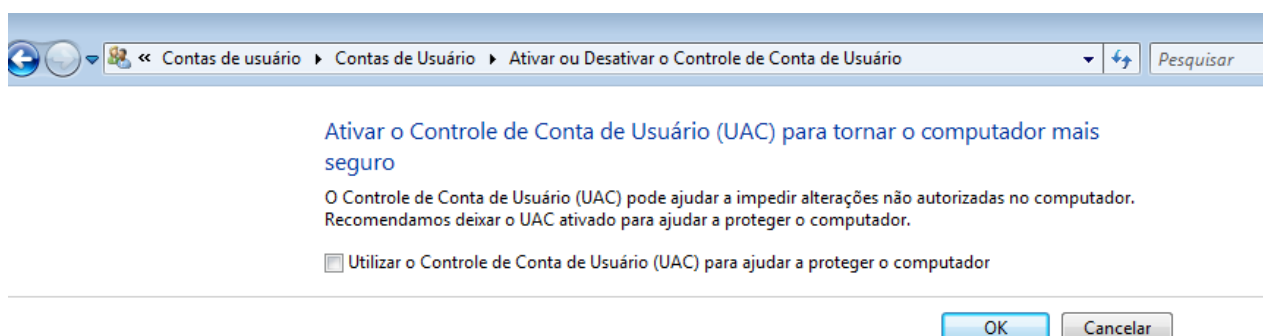 « Contas de usuário ▸ Contas de Usuário ▸ Ativar ou Desativar o Controle de Conta de Usuário Pesquisar
Ativar o Controle de Conta de Usuário (UAC) para tornar o computador mais
seguro
O Controle de Conta de Usuário (UAC) pode ajudar a impedir alterações não autorizadas no computador.
Recomendamos deixar o UAC ativado para ajudar a proteger o computador.
Utilizar o Controle de Conta de Usuário (UAC) para ajudar a proteger o computador
OK Cancelar